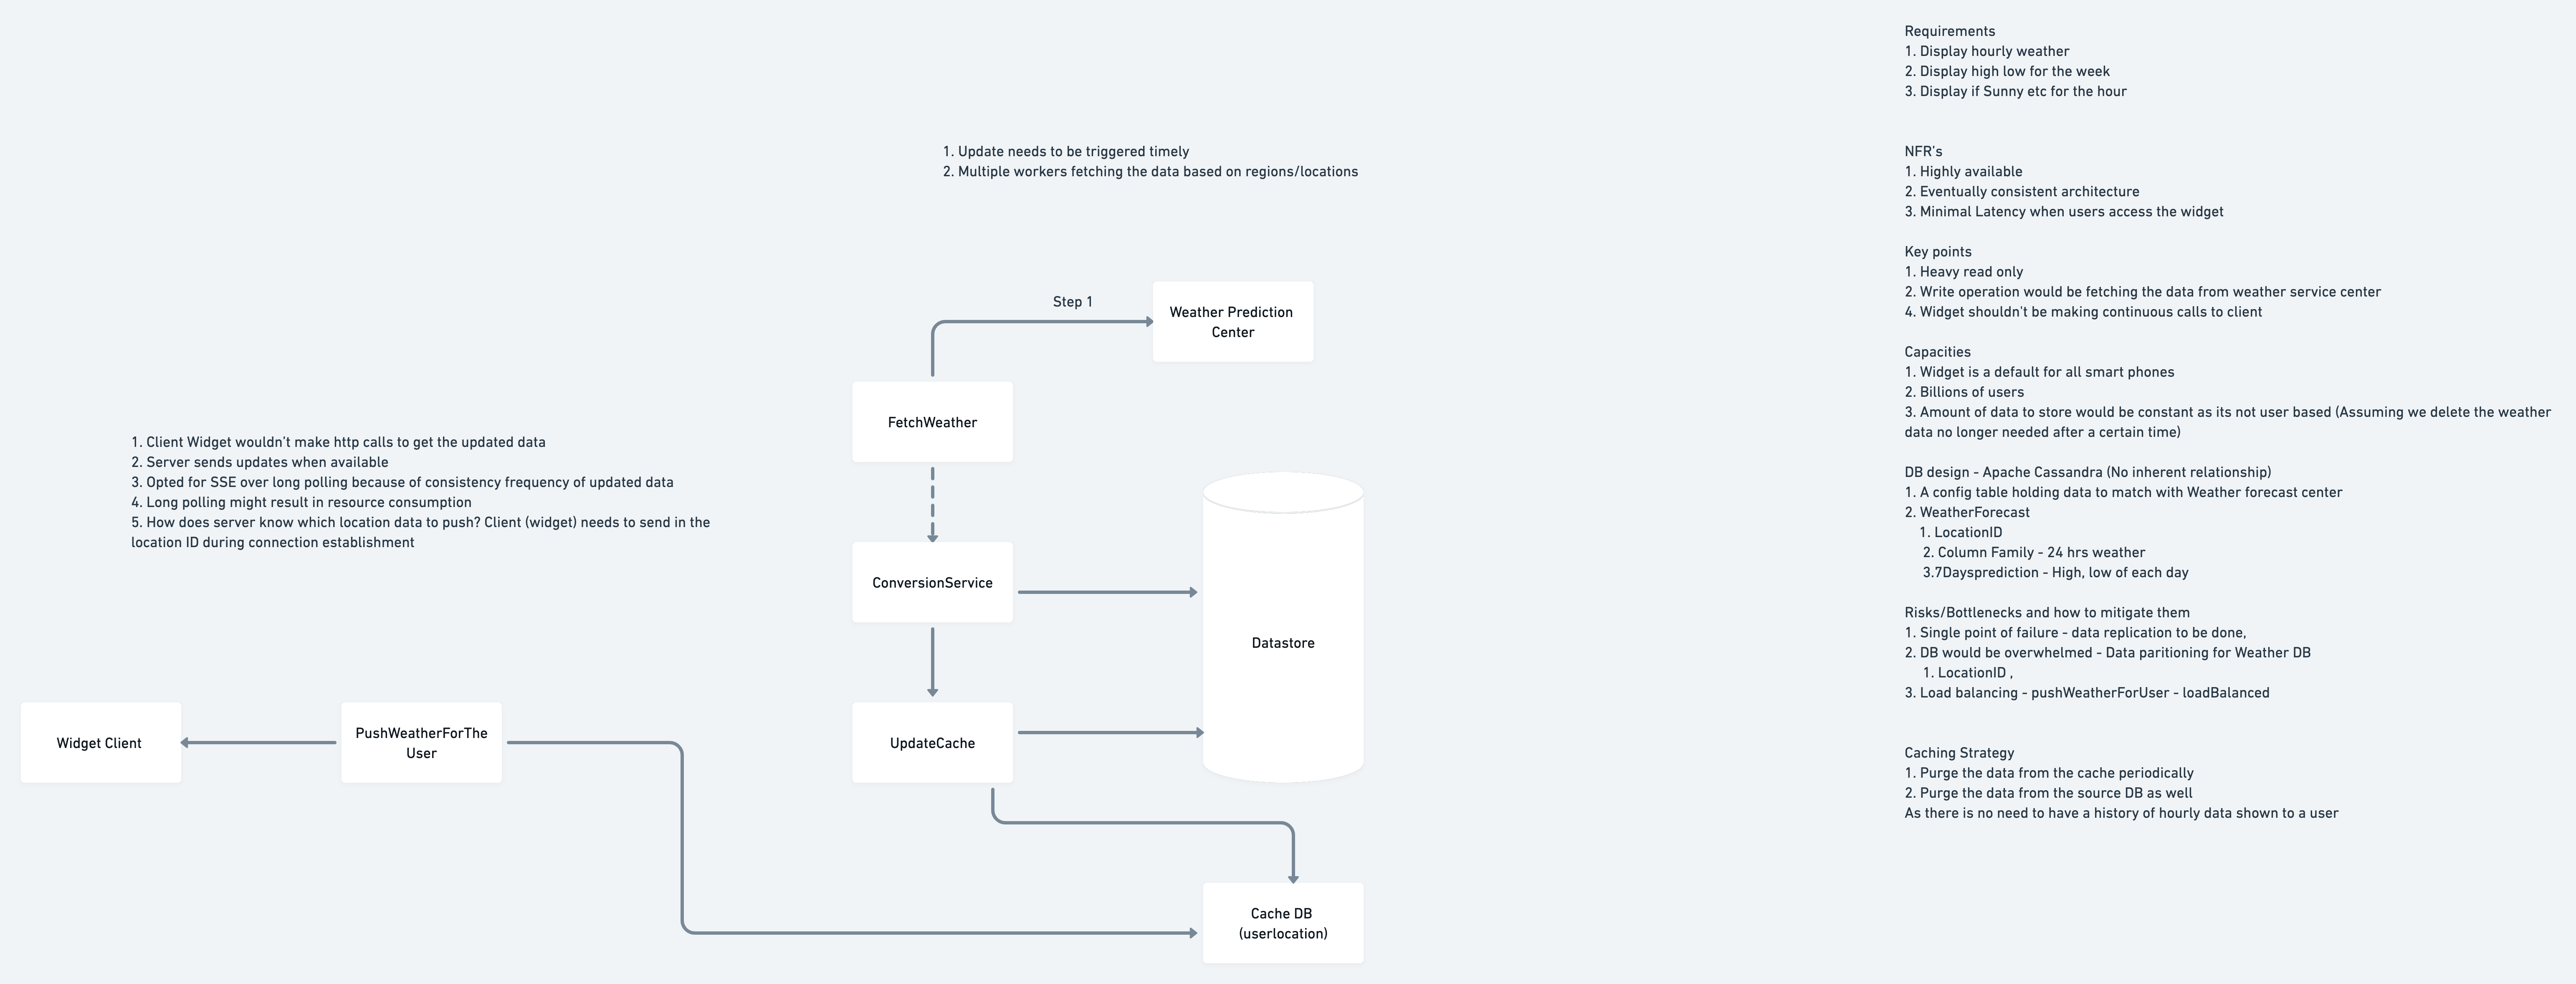 Requirements
1. Display hourly weather
2. Display high low for the week
3. Display if Sunny etc for the hour
1. Update needs to be triggered timely
2. Multiple workers fetching the data based on regions/locations
NFR's
1. Highly available
2. Eventually consistent architecture
3. Minimal Latency when users access the widget
Key points
1. Heavy read only
2. Write operation would be fetching the data from weather service center
4. Widget shouldn't be making continuous calls to client
Step 1
Weather Prediction
Center
Capacities
1. Widget is a default for all smart phones
2. Billions of users
3. Amount of data to store would be constant as its not user based (Assuming we delete the weather
data no longer needed after a certain time)
FetchWeather
1. Client Widget wouldn't make http calls to get the updated data
2. Server sends updates when available
3. Opted for SSE over long polling because of consistency frequency of updated data
4. Long polling might result in resource consumption
5. How does server know which location data to push? Client (widget) needs to send in the
location ID during connection establishment
DB design - Apache Cassandra (No inherent relationship)
1. A config table holding data to match with Weather forecast center
2. WeatherForecast
1. LocationID
2. Column Family - 24 hrs weather
3.7Daysprediction - High, low of each day
ConversionService
Datastore
Risks/Bottlenecks and how to mitigate them
1. Single point of failure - data replication to be done,
2. DB would be overwhelmed - Data paritioning for Weather DB
1. LocationID ,
3. Load balancing - pushWeatherForUser - loadBalanced
Widget Client
PushWeatherForThe
User
UpdateCache
Caching Strategy
1. Purge the data from the cache periodically
2. Purge the data from the source DB as well
As there is no need to have a history of hourly data shown to a user
Cache DB
(userlocation)